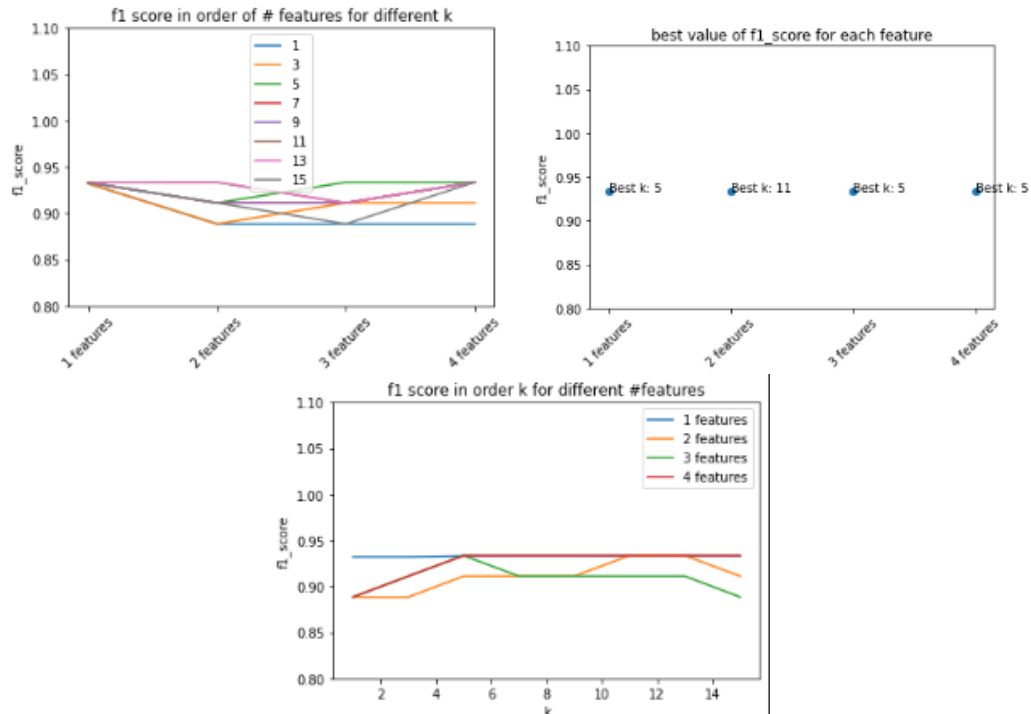 f1 score in order of # features for different k
1.10
1.05
1.00
0.95
0.90
0.85
0.80
f1_score
1
3
5
7
9
11
13
15
1 features
2 features
3 features
4 features
best value of f1_score for each feature
1.10
1.05
1.00
0.95
0.90
0.85
0.80
f1_score
Best k: 5
Best k: 11
Best k: 5
Best k: 5
1 features
2 features
3 features
4 features
f1 score in order k for different #features
1.10
1.05
1.00
0.95
0.90
0.85
0.80
f1_score
1 features
2 features
3 features
4 features
2
4
6
8
10
12
14
k